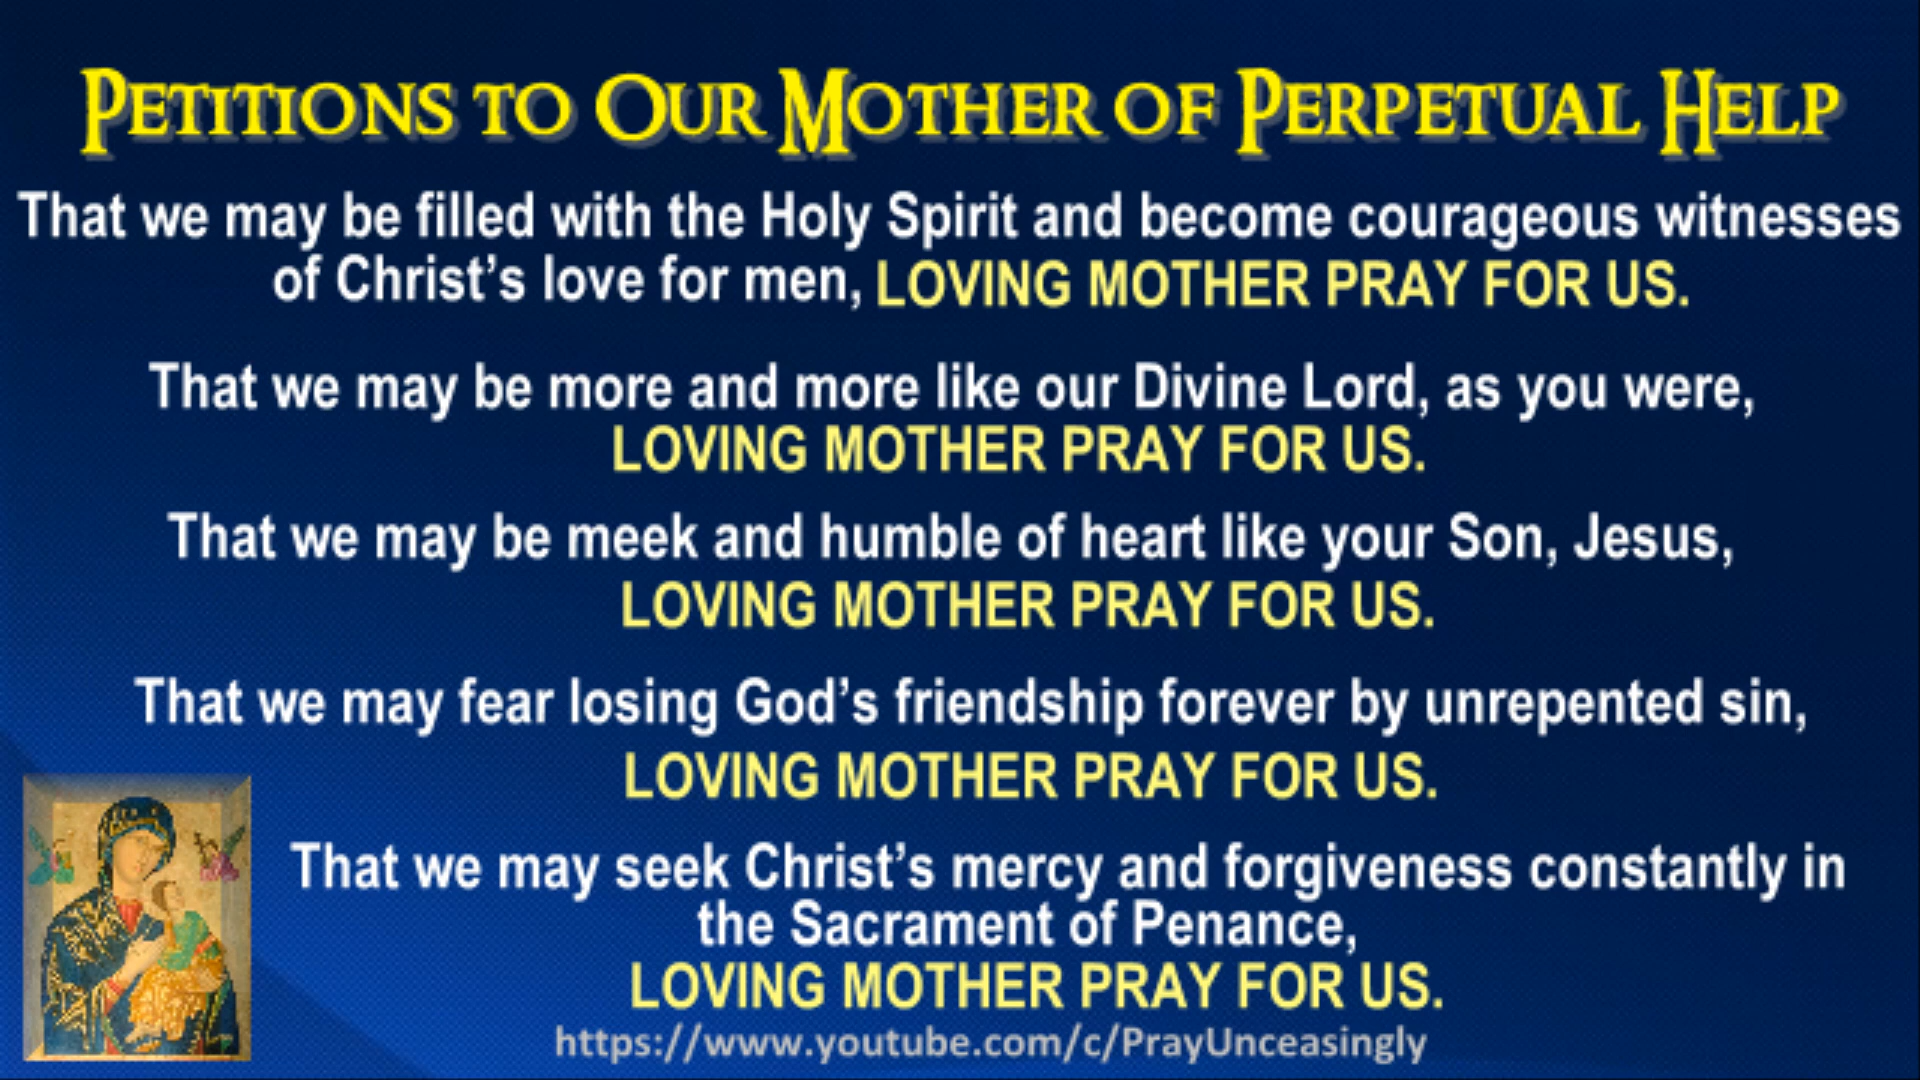 PETITIONS TO OUR MOTHER OF PERPETUAL HELP
That we may be filled with the Holy Spirit and become courageous witnesses
of Christ’s love for men, LOVING MOTHER PRAY FOR US.
That we may be more and more like our Divine Lord, as you were,
LOVING MOTHER PRAY FOR US.
That we may be meek and humble of heart like your Son, Jesus,
LOVING MOTHER PRAY FOR US.
That we may fear losing God’s friendship forever by unrepented sin,
LOVING MOTHER PRAY FOR US.
That we may seek Christ’s mercy and forgiveness constantly in
the Sacrament of Penance,
LOVING MOTHER PRAY FOR US.
https://www.youtube.com/c/PrayUnceasingly